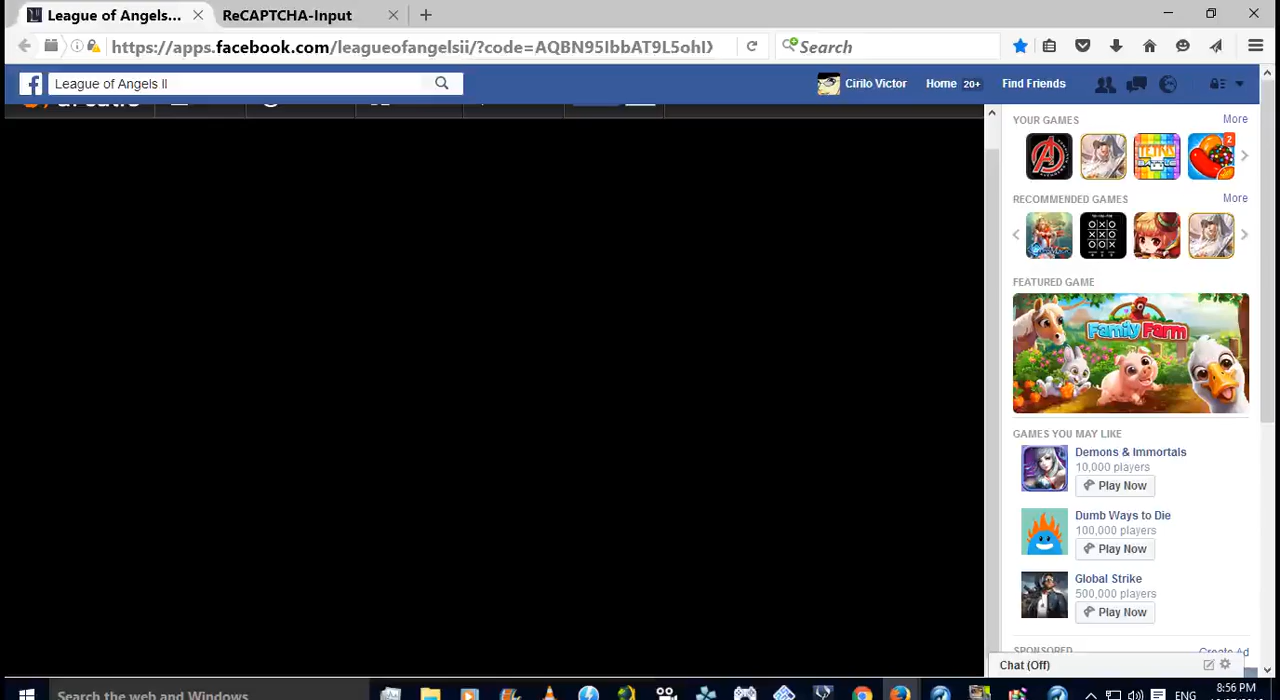 League of Angels... ×
ReCAPTCHA-Input ×
https://apps.facebook.com/leagueofangelsii/?code=AQBN95IbbAT9L5ohI
Search
League of Angels II
Cirilo Victor
Home 20+
Find Friends
YOUR GAMES
More
TETRIS
2
RECOMMENDED GAMES
More
FEATURED GAME
Family Farm
GAMES YOU MAY LIKE
Demons & Immortals
10,000 players
Play Now
Dumb Ways to Die
100,000 players
Play Now
Global Strike
500,000 players
Play Now
SPONSORED
Create Ad
Chat (Off)
Search the web and Windows
ENG
8:56 PM